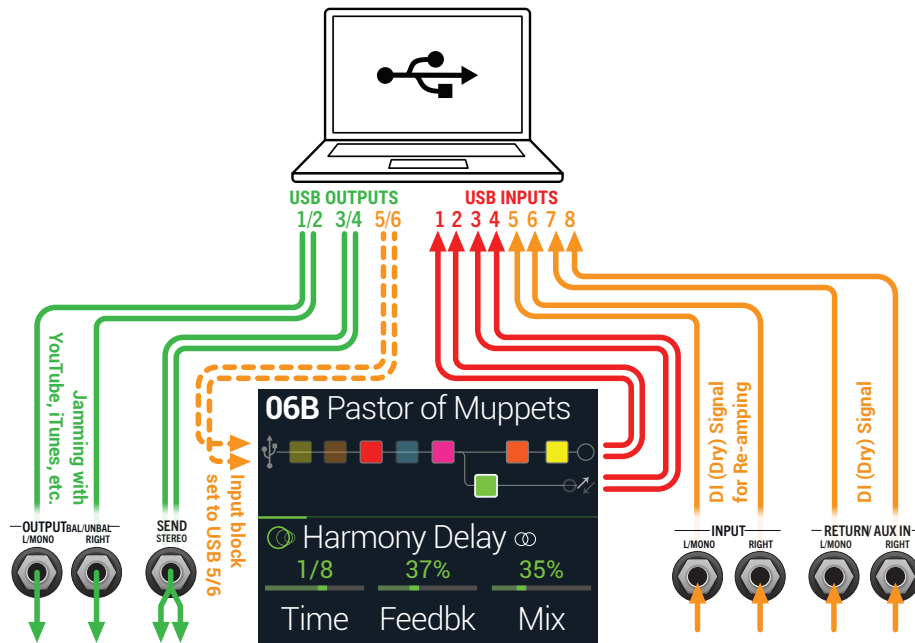 USB OUTPUTS
1/2 3/4 5/6
USB INPUTS
1 2 3 4 5 6 7 8
YouTube, iTunes, etc.
Jamming with
Input block
set to USB 5/6
06B Pastor of Muppets
Harmony Delay
1/8 37% 35%
Time Feedbk Mix
DI (Dry) Signal
for Re-amping
DI (Dry) Signal
OUTPUT BAL/UNBAL
L/MONO RIGHT
SEND
STEREO
INPUT
L/MONO RIGHT
RETURN/ AUX IN
L/MONO RIGHT